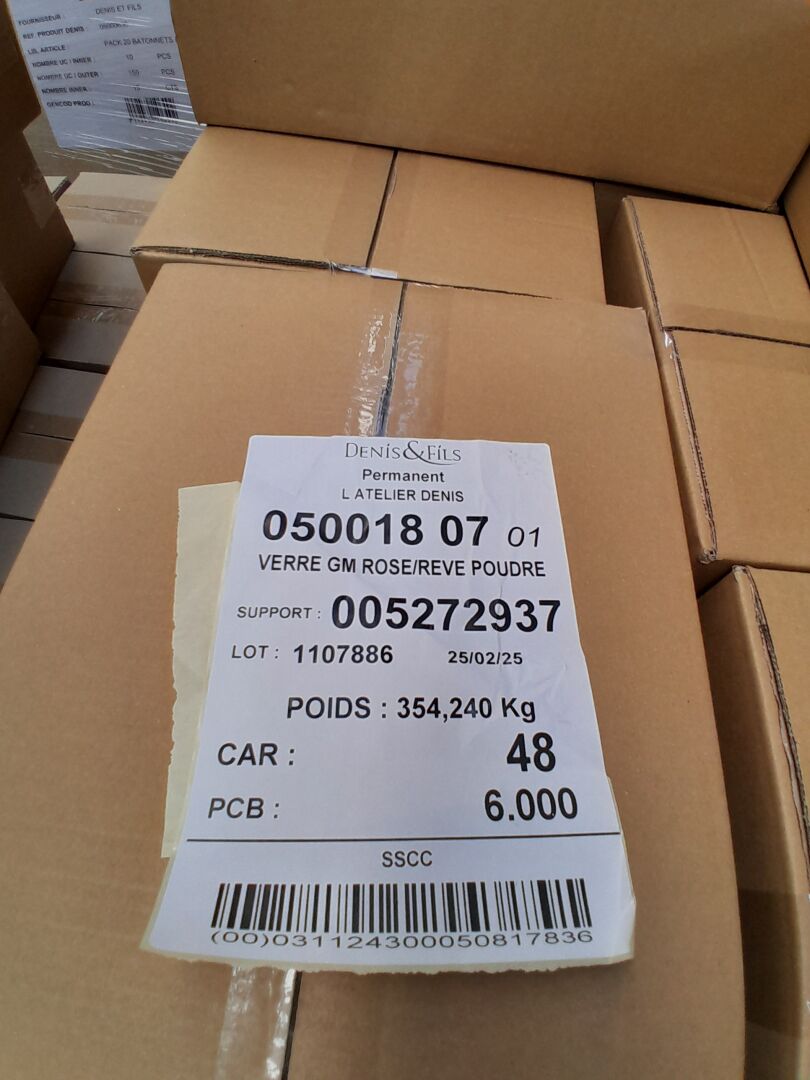 FOURNISSEUR : DENIS ET FILS
REF. PRODUIT DENIS :
LIB. ARTICLE : PACK 20 BATONNETS
NOMBRE UC / INNER : 10 PCS
NOMBRE UC / OUTER : 150 PCS
NOMBRE INNER :
GENCOD PROD :
DENIS&FILS
Permanent
L ATELIER DENIS
050018 07 01
VERRE GM ROSE/REVE POUDRE
SUPPORT : 005272937
LOT : 1107886 25/02/25
POIDS : 354,240 Kg
CAR : 48
PCB : 6.000
SSCC
(00)031124300050817836